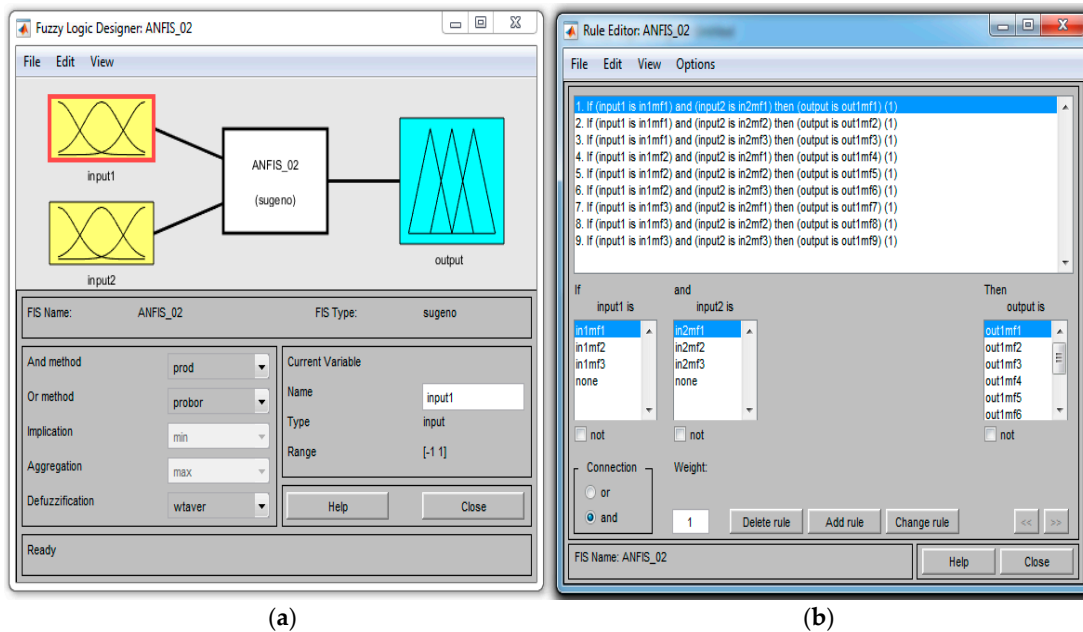 Fuzzy Logic Designer: ANFIS_02
File Edit View
input1
input2
ANFIS_02
(sugeno)
output
FIS Name: ANFIS_02 FIS Type: sugeno
And method prod
Or method probor
Implication min
Aggregation max
Defuzzification wtaver
Current Variable
Name input1
Type input
Range [-1 1]
Help Close
Ready
(a)
Rule Editor: ANFIS_02
File Edit View Options
1. If (input1 is in1mf1) and (input2 is in2mf1) then (output is out1mf1) (1)
2. If (input1 is in1mf1) and (input2 is in2mf2) then (output is out1mf2) (1)
3. If (input1 is in1mf1) and (input2 is in2mf3) then (output is out1mf3) (1)
4. If (input1 is in1mf2) and (input2 is in2mf1) then (output is out1mf4) (1)
5. If (input1 is in1mf2) and (input2 is in2mf2) then (output is out1mf5) (1)
6. If (input1 is in1mf2) and (input2 is in2mf3) then (output is out1mf6) (1)
7. If (input1 is in1mf3) and (input2 is in2mf1) then (output is out1mf7) (1)
8. If (input1 is in1mf3) and (input2 is in2mf2) then (output is out1mf8) (1)
9. If (input1 is in1mf3) and (input2 is in2mf3) then (output is out1mf9) (1)
If and Then
input1 is input2 is output is
in1mf1
in1mf2
in1mf3
none
in2mf1
in2mf2
in2mf3
none
out1mf1
out1mf2
out1mf3
out1mf4
out1mf5
out1mf6
not not not
Connection
or
and
Weight:
1 Delete rule Add rule Change rule << >>
FIS Name: ANFIS_02 Help Close
(b)